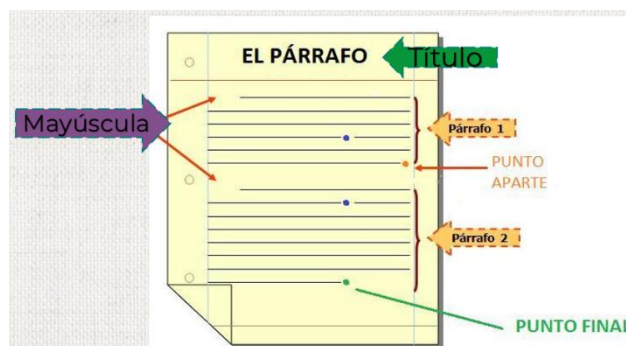 EL PÁRRAFO
Título
Mayúscula
Párrafo 1
PUNTO
APARTE
Párrafo 2
PUNTO FINAL